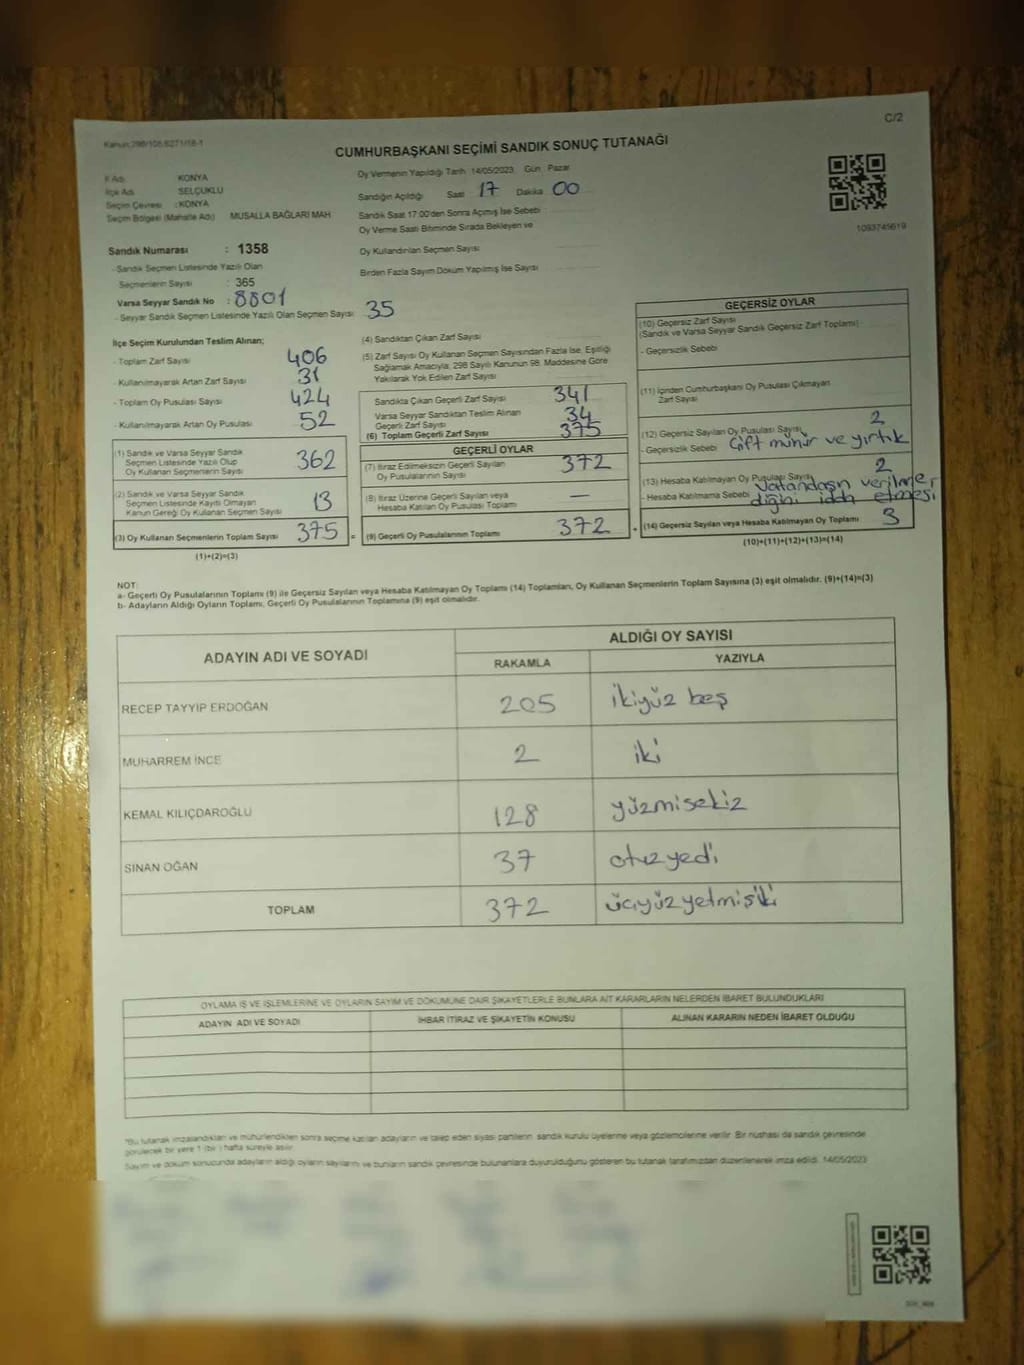 Kanun:298/105,6271/18-1
C/2
CUMHURBAŞKANI SEÇİMİ SANDIK SONUÇ TUTANAĞI
İl Adı KONYA
İlçe Adı SELÇUKLU
Seçim Çevresi : KONYA
Seçim Bölgesi (Mahalle Adı) MUSALLA BAĞLARI MAH
Sandık Numarası : 1358
- Sandık Seçmen Listesinde Yazılı Olan
Seçmenlerin Sayısı : 365
Varsa Seyyar Sandık No : 8801
- Seyyar Sandık Seçmen Listesinde Yazılı Olan Seçmen Sayısı 35
Oy Vermenin Yapıldığı Tarih 14/05/2023 Gün Pazar
Sandığın Açıldığı Saat 17 Dakika 00
Sandık Saat 17:00'den Sonra Açımış İse Sebebi
Oy Verme Saati Bitiminde Sırada Bekleyen ve
Oy Kullandırılan Seçmen Sayısı
Birden Fazla Sayım Döküm Yapılmış İse Sayısı
1093745619
İlçe Seçim Kurulundan Teslim Alınan;
- Toplam Zarf Sayısı 406
- Kullanılmayarak Artan Zarf Sayısı 31
- Toplam Oy Pusulası Sayısı 424
- Kullanılmayarak Artan Oy Pusulası 52
(1) Sandık ve Varsa Seyyar Sandık
Seçmen Listesinde Yazılı Olup
Oy Kullanan Seçmenlerin Sayısı 362
(2) Sandık ve Varsa Seyyar Sandık
Seçmen Listesinde Kayıtlı Olmayan
Kanun Gereği Oy Kullanan Seçmen Sayısı 13
(3) Oy Kullanan Seçmenlerin Toplam Sayısı 375 =
(1)+(2)=(3)
(4) Sandıktan Çıkan Zarf Sayısı
(5) Zarf Sayısı Oy Kullanan Seçmen Sayısından Fazla İse, Eşitliği
Sağlamak Amacıyla; 298 Sayılı Kanunun 98. Maddesine Göre
Yakılarak Yok Edilen Zarf Sayısı
Sandıkta Çıkan Geçerli Zarf Sayısı 341
Varsa Seyyar Sandıktan Teslim Alınan
Geçerli Zarf Sayısı 34
(6) Toplam Geçerli Zarf Sayısı 375
GEÇERLİ OYLAR
(7) İtiraz Edilmeksizin Geçerli Sayılan
Oy Pusulalarının Sayısı 372
(8) İtiraz Üzerine Geçerli Sayılan veya
Hesaba Katılan Oy Pusulası Toplamı —
(9) Geçerli Oy Pusulalarının Toplamı 372 +
GEÇERSİZ OYLAR
(10) Geçersiz Zarf Sayısı
(Sandık ve Varsa Seyyar Sandık Geçersiz Zarf Toplamı)
- Geçersizlik Sebebi
(11) İçinden Cumhurbaşkanı Oy Pusulası Çıkmayan
Zarf Sayısı
(12) Geçersiz Sayılan Oy Pusulası Sayısı 2
- Geçersizlik Sebebi Çift mühür ve yırtık
(13) Hesaba Katılmayan Oy Pusulası Sayısı 2
- Hesaba Katılmama Sebebi Vatandaşın verilmediğini iddia etmesi
(14) Geçersiz Sayılan veya Hesaba Katılmayan Oy Toplamı 3
(10)+(11)+(12)+(13)=(14)
NOT:
a- Geçerli Oy Pusulalarının Toplamı (9) ile Geçersiz Sayılan veya Hesaba Katılmayan Oy Toplamı (14) Toplamları, Oy Kullanan Seçmenlerin Toplam Sayısına (3) eşit olmalıdır. (9)+(14)=(3)
b- Adayların Aldığı Oyların Toplamı, Geçerli Oy Pusulalarının Toplamına (9) eşit olmalıdır.
ADAYIN ADI VE SOYADI
ALDIĞI OY SAYISI
RAKAMLA YAZIYLA
RECEP TAYYIP ERDOĞAN 205 ikiyüz beş
MUHARREM İNCE 2 iki
KEMAL KILIÇDAROĞLU 128 yüzmisekiz
SİNAN OĞAN 37 otuzyedi
TOPLAM 372 üçyüzyetmişiki
OYLAMA İŞ VE İŞLEMLERİNE VE OYLARIN SAYIM VE DÖKÜMÜNE DAİR ŞİKAYETLERLE BUNLARA AİT KARARLARIN NELERDEN İBARET BULUNDUKLARI
ADAYIN ADI VE SOYADI İHBAR İTİRAZ VE ŞİKAYETİN KONUSU ALINAN KARARIN NEDEN İBARET OLDUĞU
*Bu tutanak imzalandıktan ve mühürlendikten sonra seçime katılan adayların ve talep eden siyasi partilerin sandık kurulu üyelerine veya gözlemcilerine verilir. Bir nüshası da sandık çevresinde
görülecek bir yere 1 (bir ) hafta süreyle asılır.
Sayım ve döküm sonucunda adayların aldığı oyların sayılarını ve bunların sandık çevresinde bulunanlara duyurulduğunu gösteren bu tutanak tarafımızdan düzenlenerek imza edildi. 14/05/2023